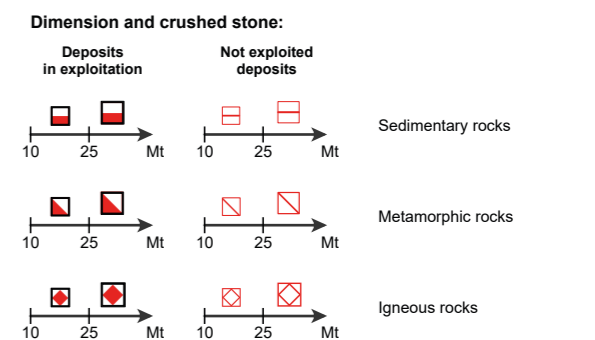 Dimension and crushed stone:
Deposits
in exploitation
Not exploited
deposits
Sedimentary rocks
10 25 Mt
10 25 Mt
Metamorphic rocks
10 25 Mt
10 25 Mt
Igneous rocks
10 25 Mt
10 25 Mt